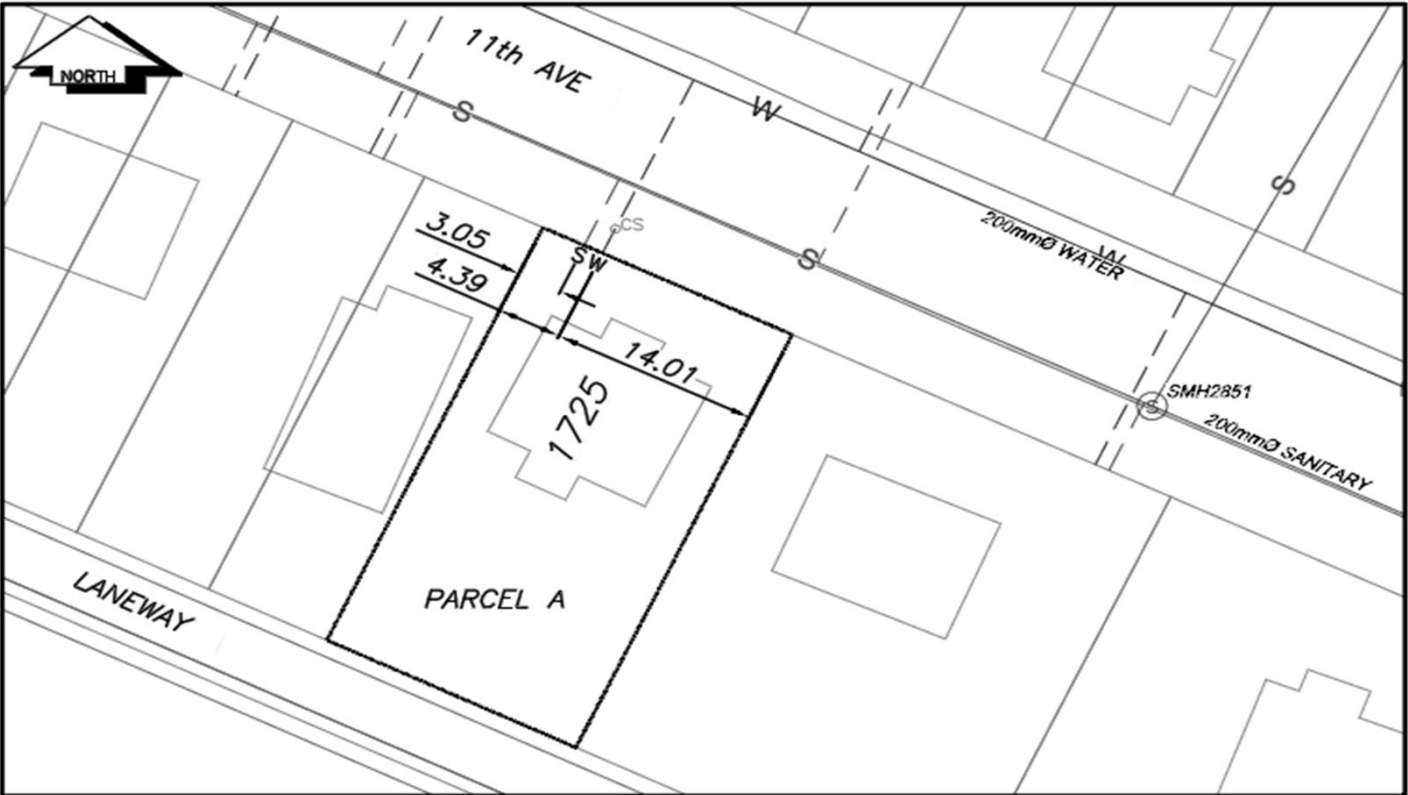 NORTH
11th AVE
S
W
S
CS
3.05
SW
4.39
S
200mmØ WATER
W
14.01
1725
SMH2851
S
200mmØ SANITARY
PARCEL A
LANEWAY